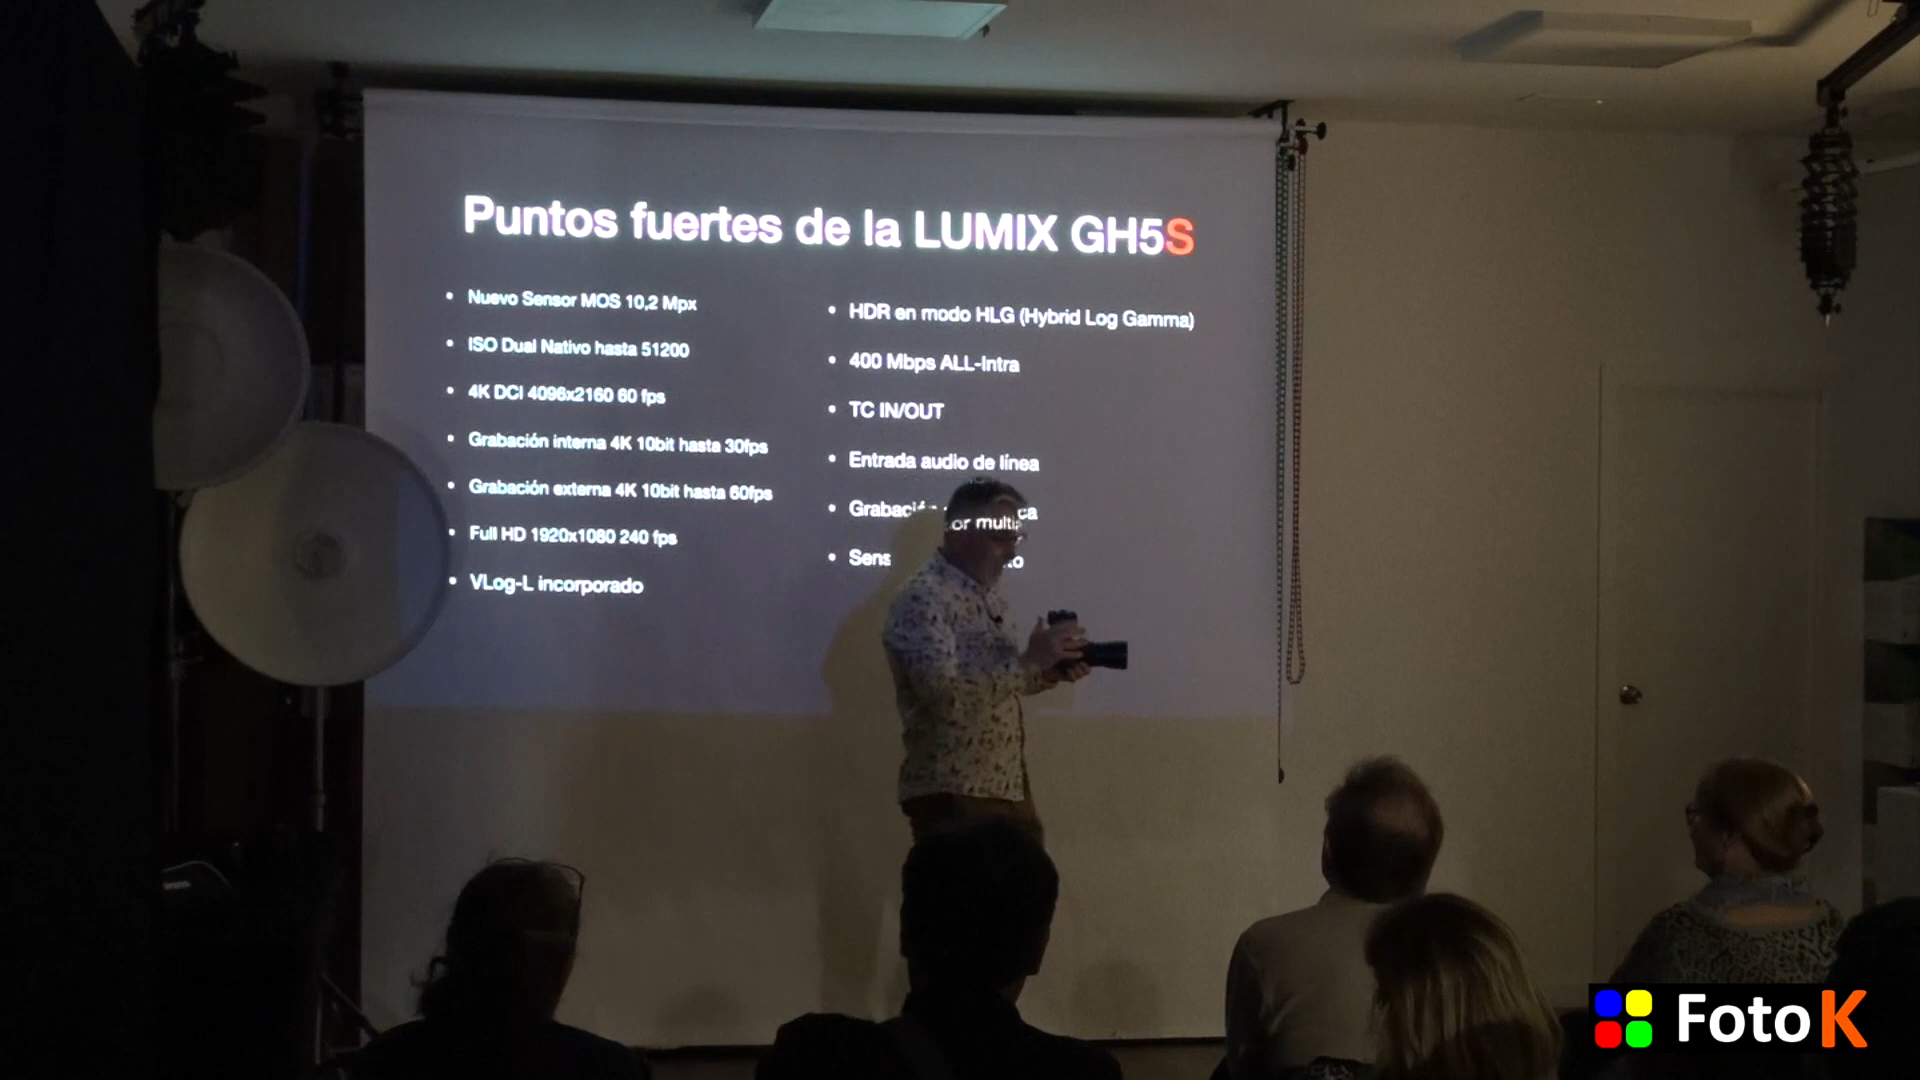 Puntos fuertes de la LUMIX GH5S
• Nuevo Sensor MOS 10,2 Mpx
• ISO Dual Nativo hasta 51200
• 4K DCI 4096x2160 60 fps
• Grabación interna 4K 10bit hasta 30fps
• Grabación externa 4K 10bit hasta 60fps
• Full HD 1920x1080 240 fps
• VLog-L incorporado
• HDR en modo HLG (Hybrid Log Gamma)
• 400 Mbps ALL-Intra
• TC IN/OUT
• Entrada audio de línea
• Grabación
• Sensor
Foto K